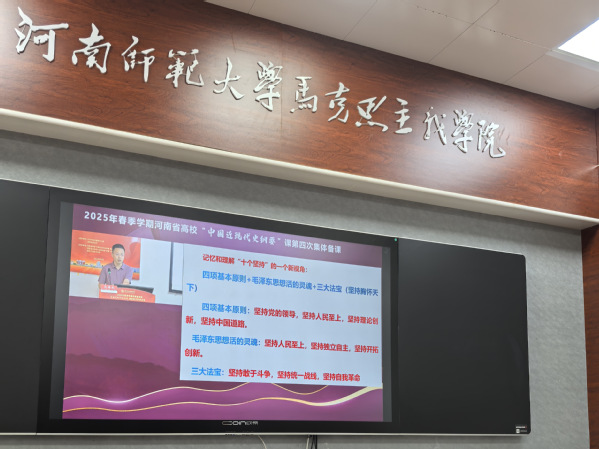 河南师範大學馬克思主義學院
2025年春季学期河南省高校“中国近现代史纲要”课第四次集体备课
记忆和理解“十个坚持”的一个新视角：
四项基本原则+毛泽东思想活的灵魂+三大法宝（坚持胸怀天
下）
四项基本原则：坚持党的领导，坚持人民至上，坚持理论创
新，坚持中国道路。
毛泽东思想活的灵魂：坚持人民至上，坚持独立自主，坚持开拓
创新。
三大法宝：坚持敢于斗争，坚持统一战线，坚持自我革命